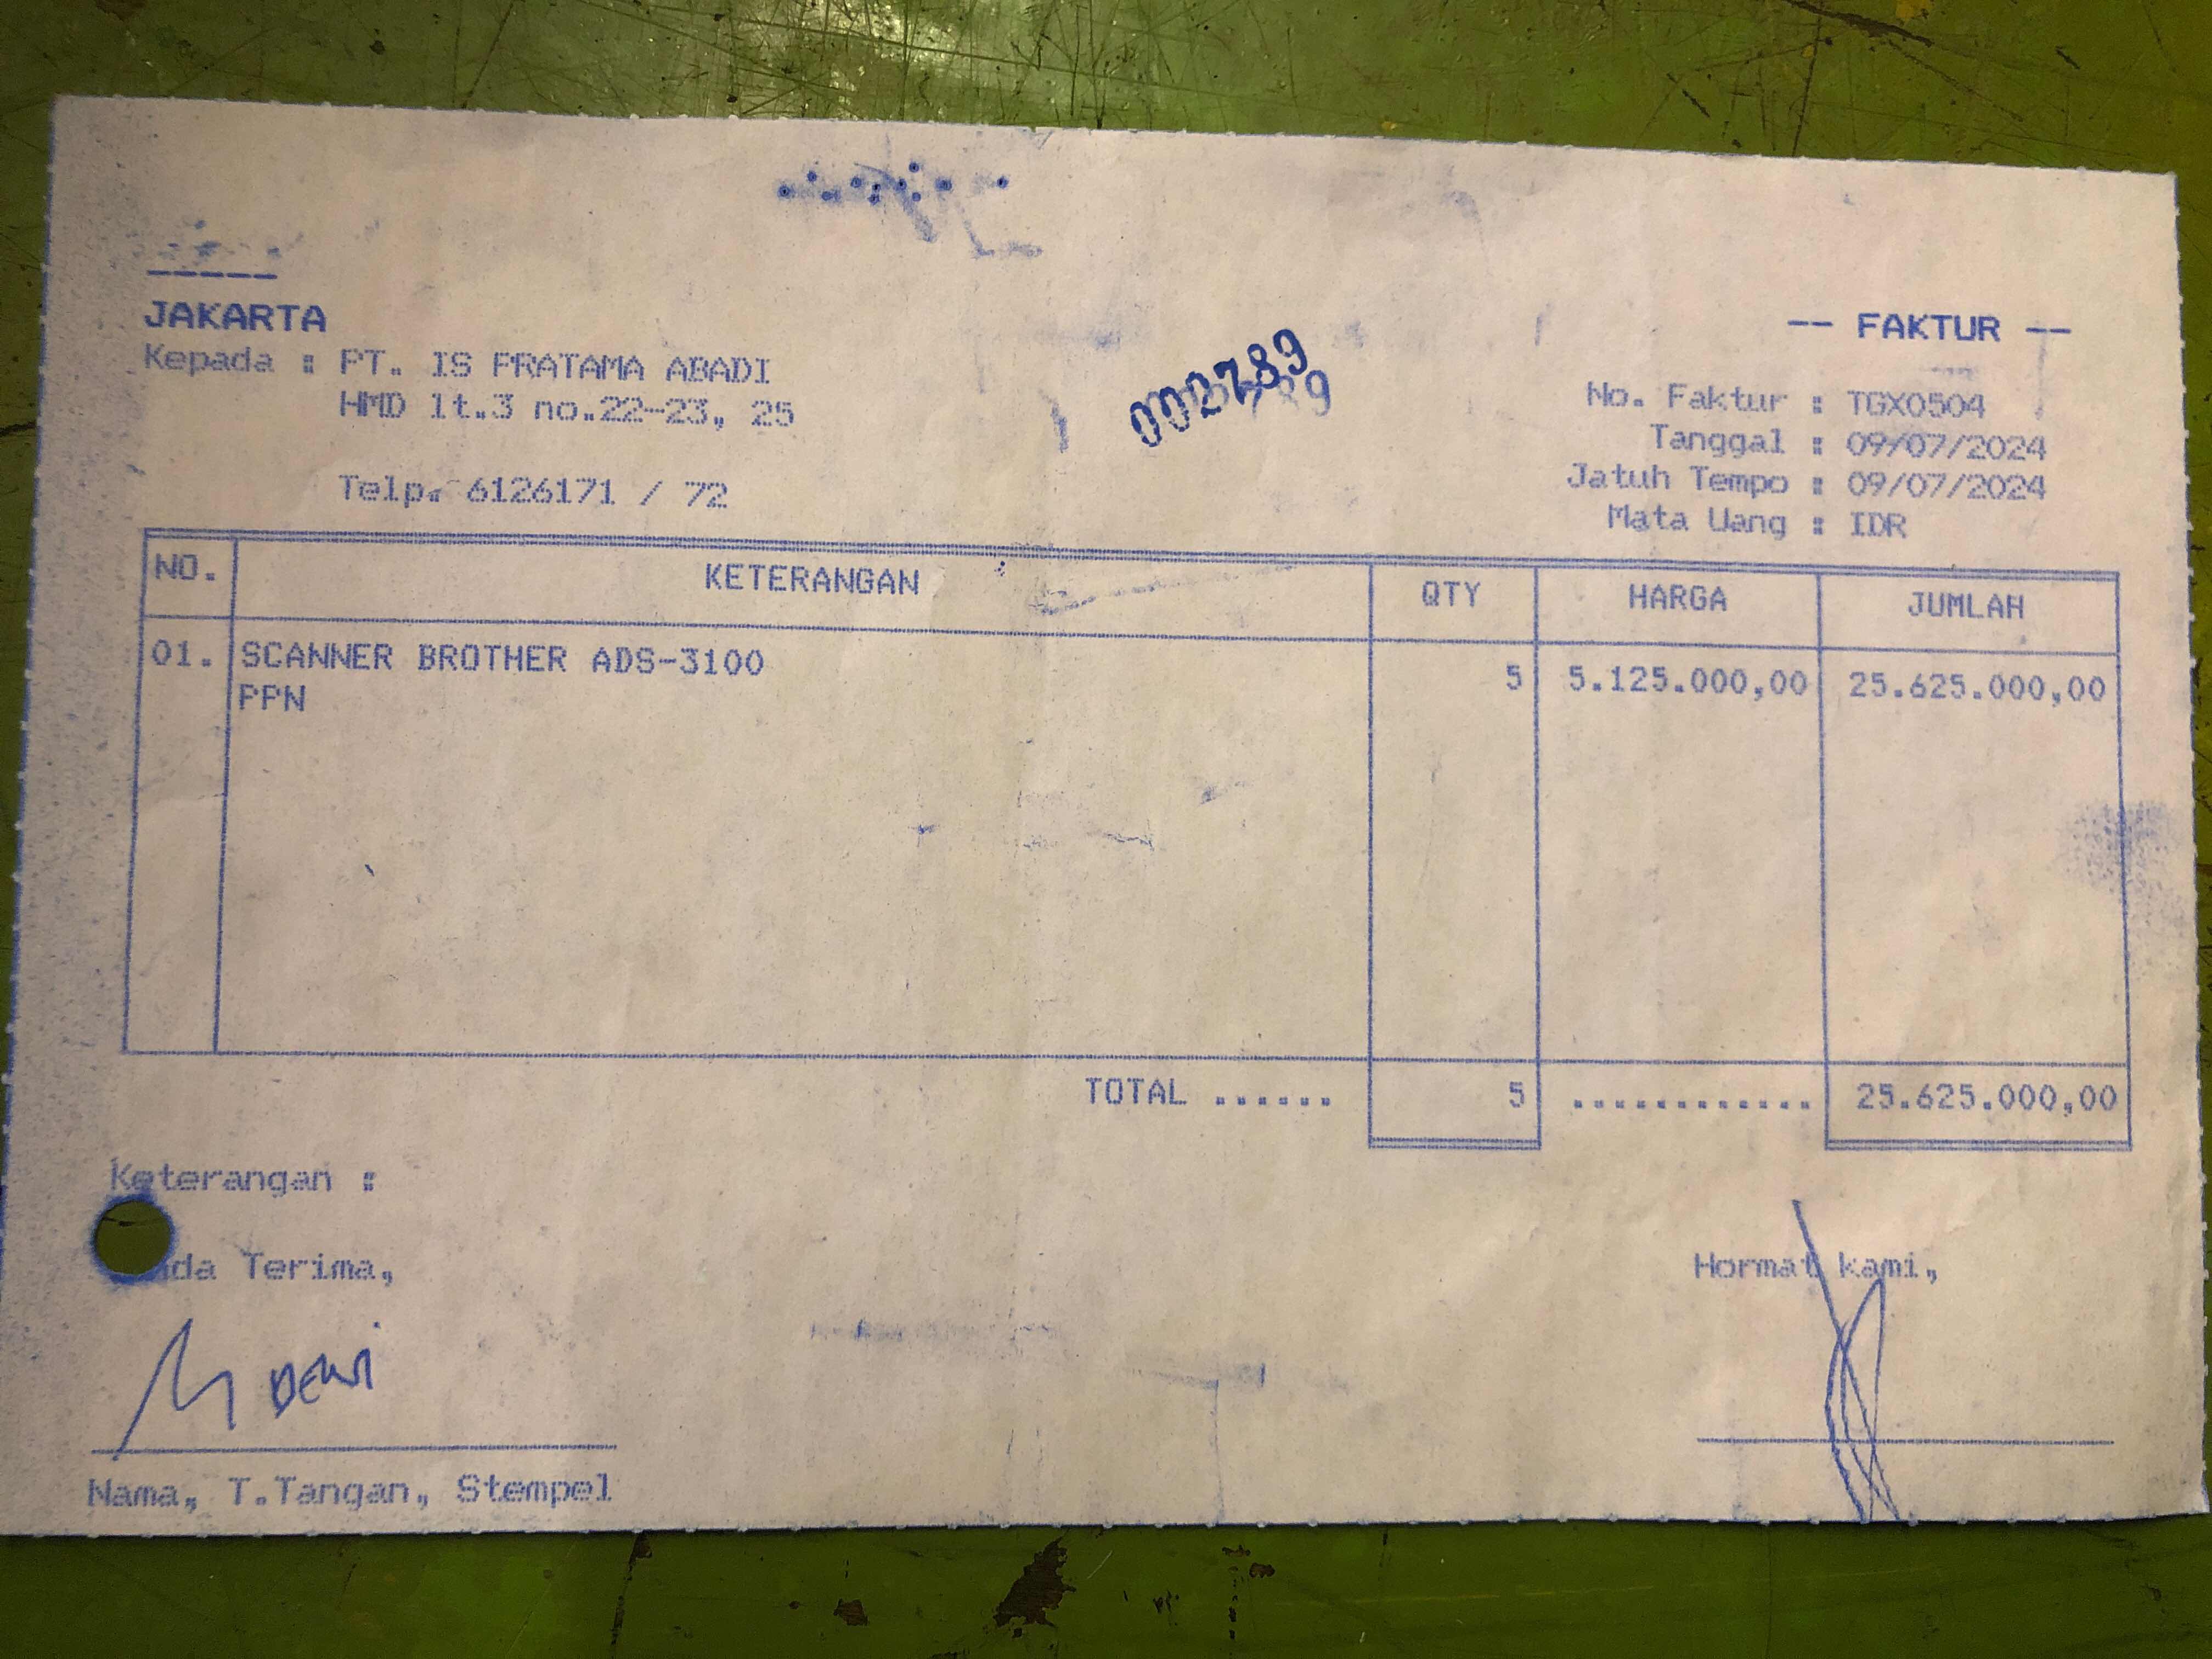 JAKARTA
-- FAKTUR --
Kepada : PT. IS PRATAMA ABADI
HMD lt.3 no.22-23, 25
Telp. 6126171 / 72
002789
No. Faktur : TGX0504
Tanggal : 09/07/2024
Jatuh Tempo : 09/07/2024
Mata Uang : IDR
NO. KETERANGAN QTY HARGA JUMLAH
01. SCANNER BROTHER ADS-3100 5 5.125.000,00 25.625.000,00
PPN
TOTAL ...... 5 ............ 25.625.000,00
Keterangan :
Terima,
Hormat kami,
Dewi
Nama, T.Tangan, Stempel